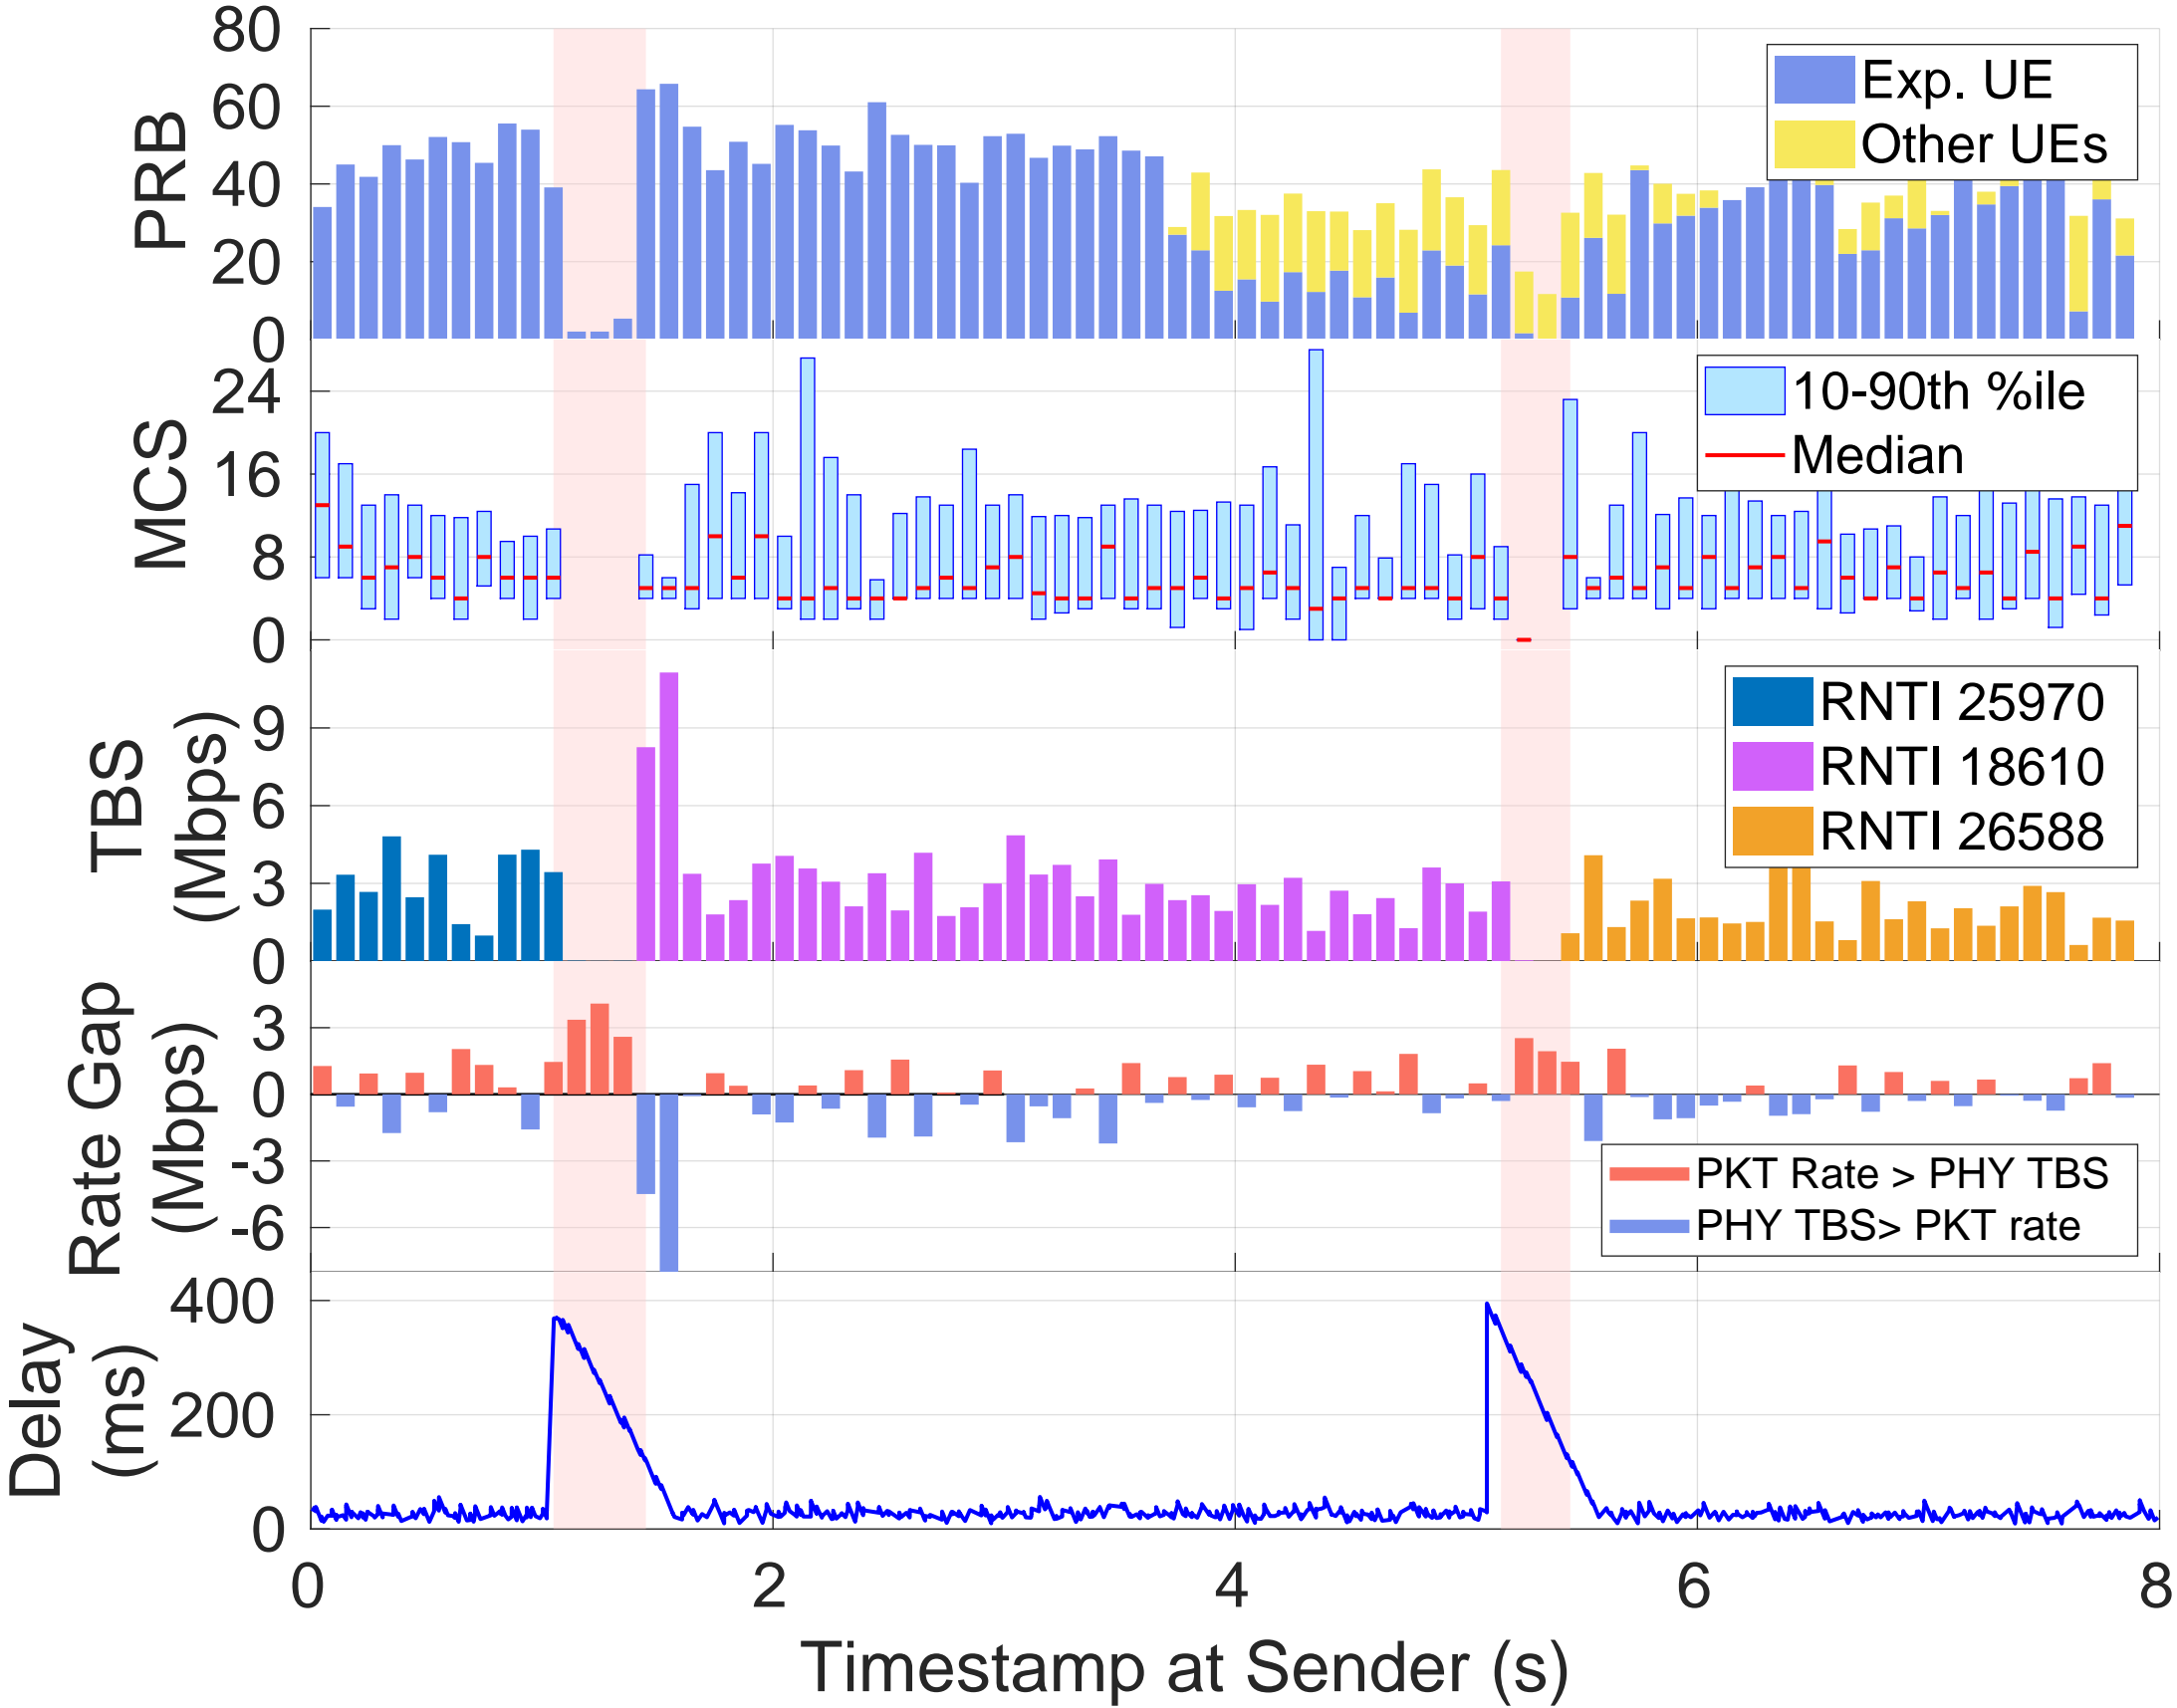 80
60
40
20
0
PRB
Exp. UE
Other UEs
24
16
8
0
MCS
10-90th %ile
Median
9
6
3
0
TBS
(Mbps)
RNTI 25970
RNTI 18610
RNTI 26588
3
0
-3
-6
Rate Gap
(Mbps)
PKT Rate > PHY TBS
PHY TBS> PKT rate
400
200
0
Delay
(ms)
0 2 4 6 8
Timestamp at Sender (s)